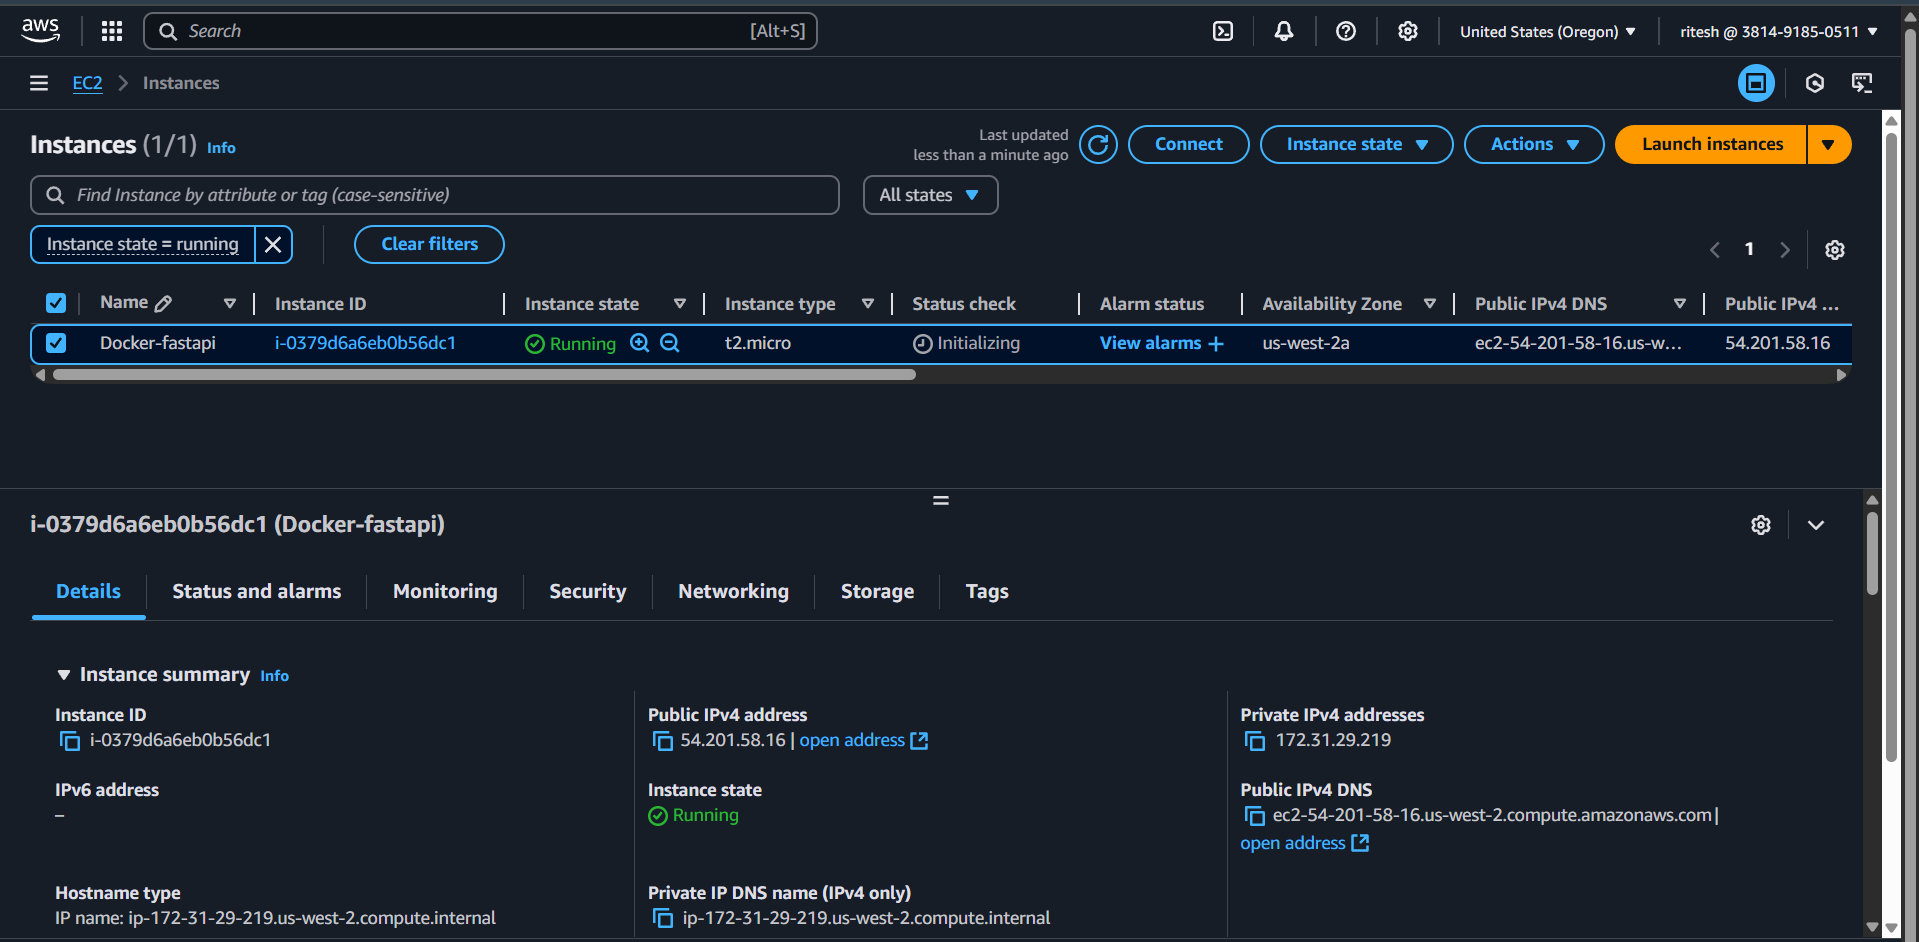 aws
Search [Alt+S]
United States (Oregon)
ritesh @ 3814-9185-0511
EC2 Instances
Instances (1/1) Info
Last updated
less than a minute ago
Connect
Instance state
Actions
Launch instances
Find Instance by attribute or tag (case-sensitive)
All states
Instance state = running
Clear filters
1
Name Instance ID Instance state Instance type Status check Alarm status Availability Zone Public IPv4 DNS Public IPv4 ...
Docker-fastapi i-0379d6a6eb0b56dc1 Running t2.micro Initializing View alarms + us-west-2a ec2-54-201-58-16.us-w... 54.201.58.16
i-0379d6a6eb0b56dc1 (Docker-fastapi)
Details Status and alarms Monitoring Security Networking Storage Tags
Instance summary Info
Instance ID
i-0379d6a6eb0b56dc1
Public IPv4 address
54.201.58.16 | open address
Private IPv4 addresses
172.31.29.219
IPv6 address
–
Instance state
Running
Public IPv4 DNS
ec2-54-201-58-16.us-west-2.compute.amazonaws.com |
open address
Hostname type
IP name: ip-172-31-29-219.us-west-2.compute.internal
Private IP DNS name (IPv4 only)
ip-172-31-29-219.us-west-2.compute.internal